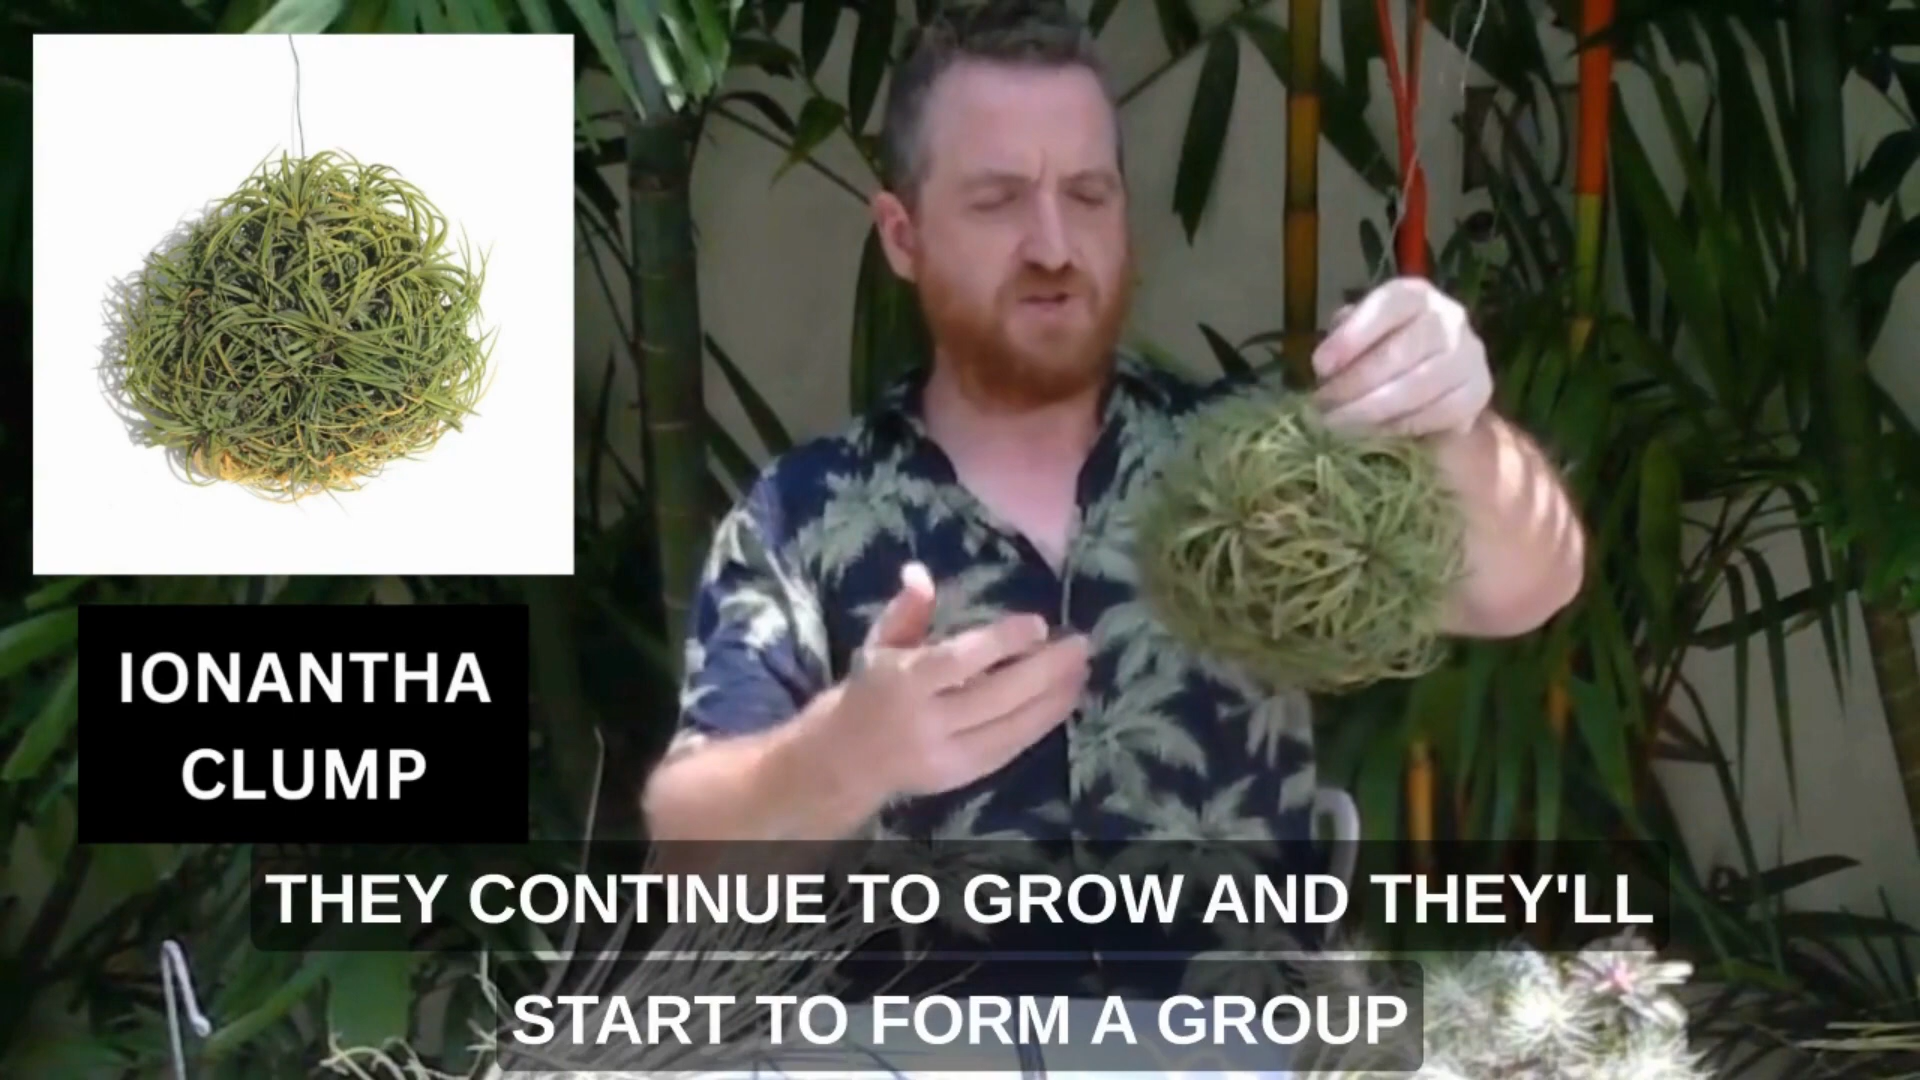 IONANTHA
CLUMP
THEY CONTINUE TO GROW AND THEY'LL
START TO FORM A GROUP